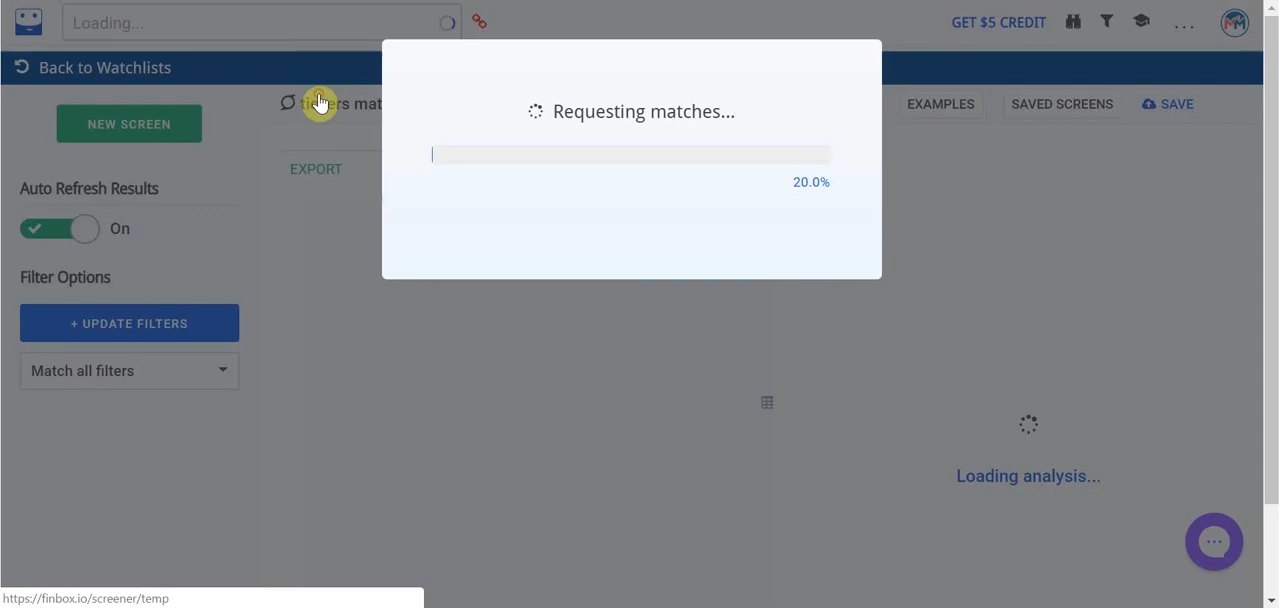 Loading...
GET $5 CREDIT
...
Back to Watchlists
Requesting matches...
20.0%
NEW SCREEN
EXAMPLES
SAVED SCREENS
SAVE
EXPORT
Auto Refresh Results
On
Filter Options
+ UPDATE FILTERS
Match all filters
Loading analysis...
https://finbox.io/screener/temp